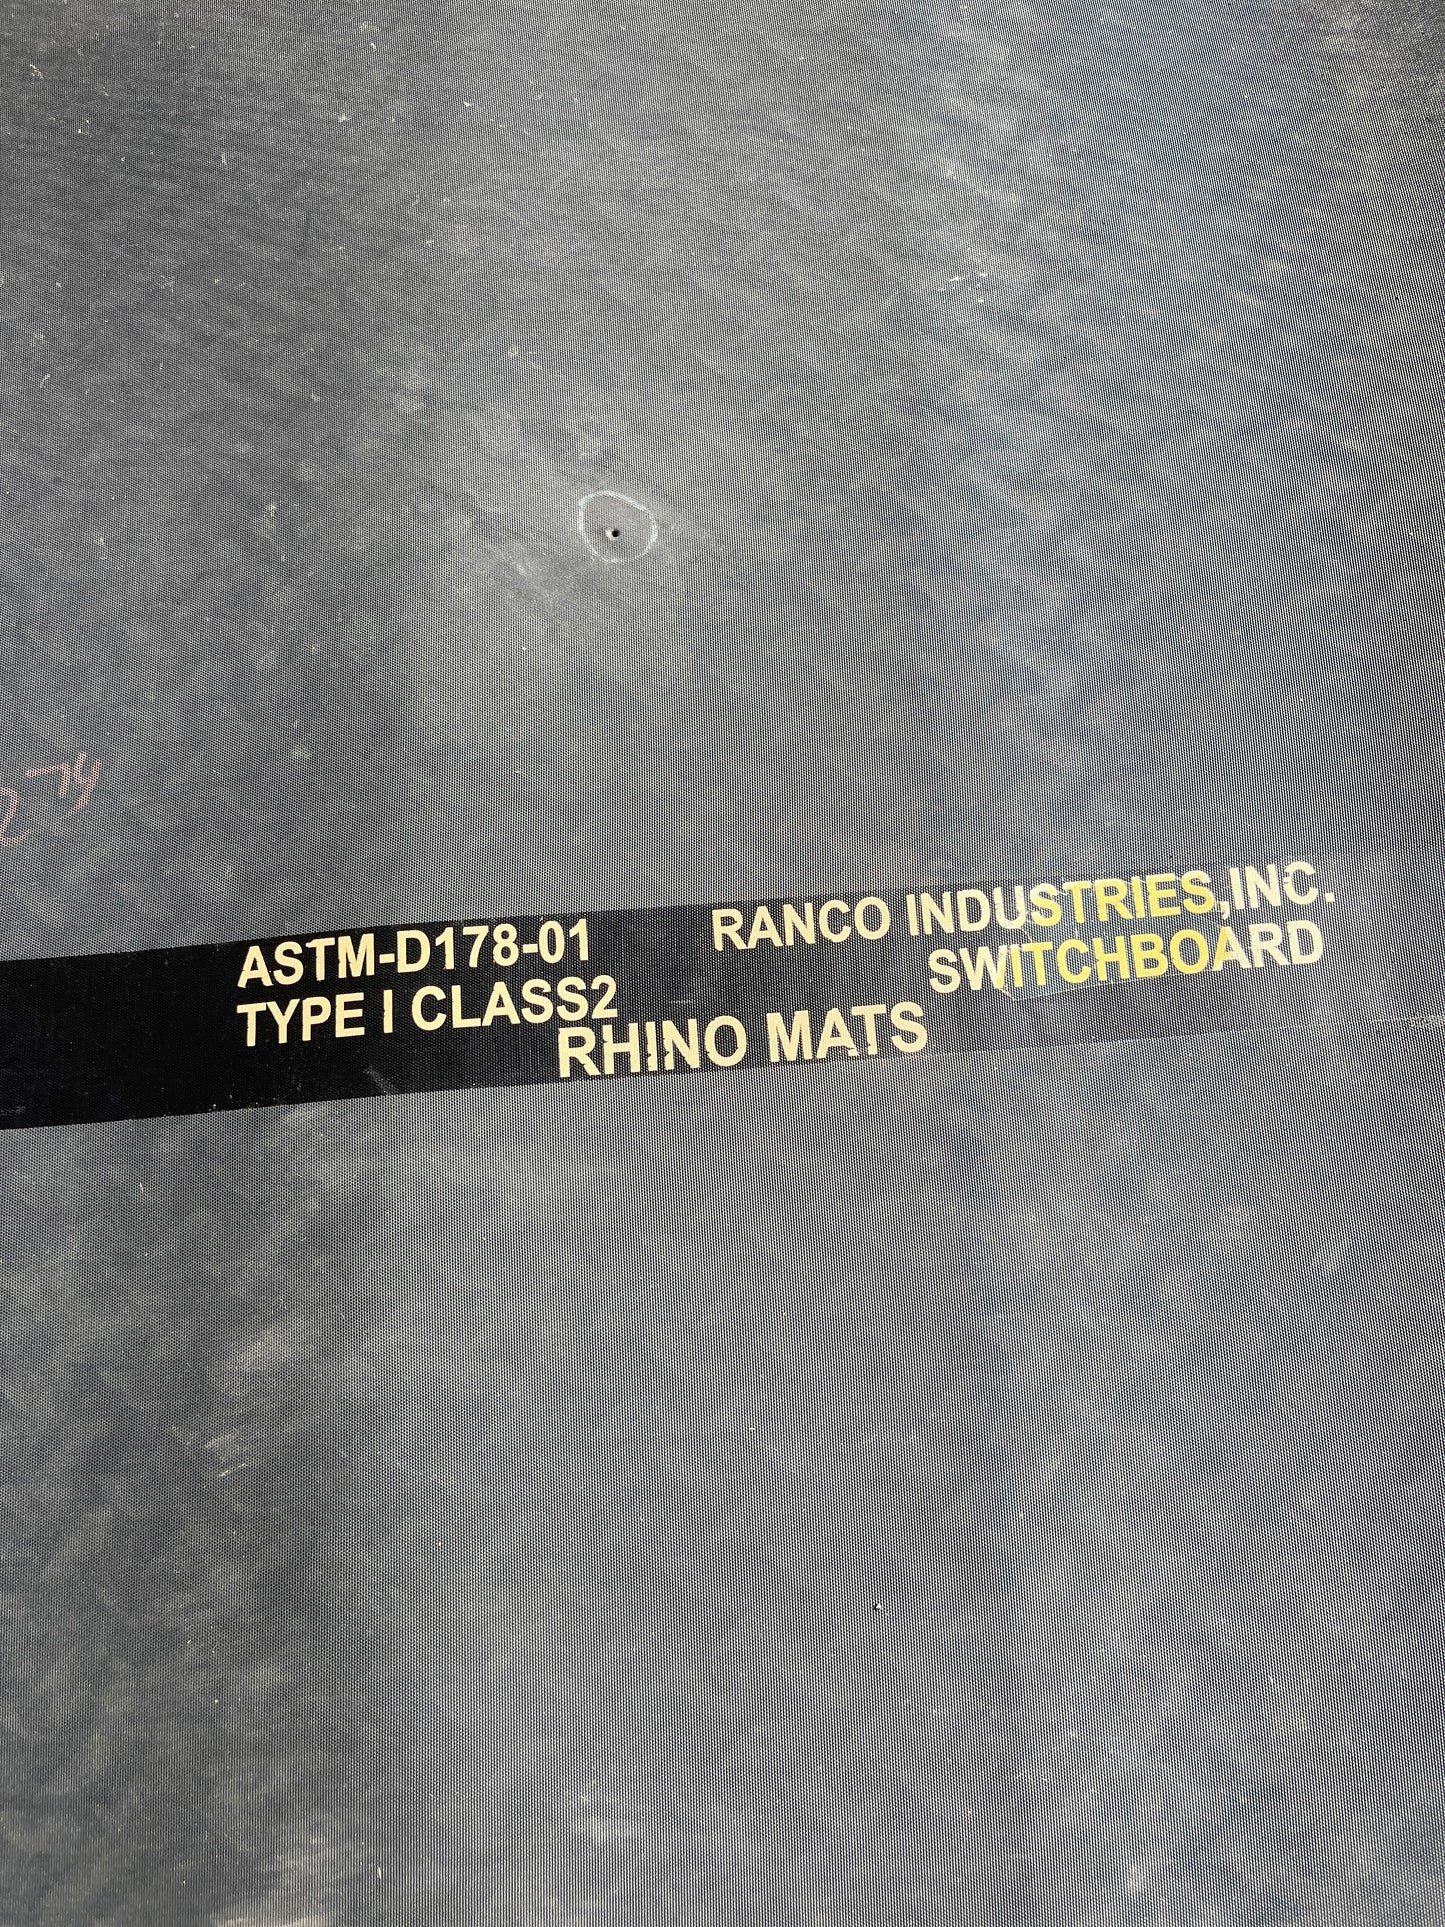 ASTM-D178-01
TYPE I CLASS2
RANCO INDUSTRIES,INC.
SWITCHBOARD
RHINO MATS